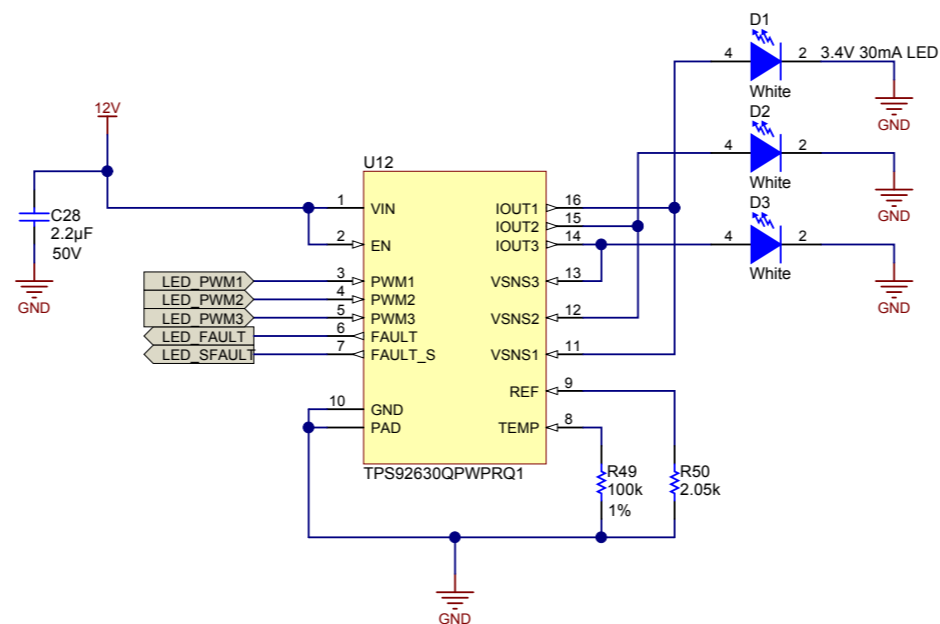 D1
4
2
3.4V 30mA LED
White
GND
12V
D2
4
2
White
GND
U12
C28
2.2µF
50V
GND
1
VIN
IOUT1
16
2
EN
IOUT2
15
IOUT3
14
D3
4
2
White
GND
LED_PWM1
3
PWM1
VSNS3
13
LED_PWM2
4
PWM2
LED_PWM3
5
PWM3
VSNS2
12
LED_FAULT
6
FAULT
LED_SFAULT
7
FAULT_S
VSNS1
11
REF
9
10
GND
PAD
TEMP
8
TPS92630QPWPRQ1
R49
100k
1%
R50
2.05k
GND